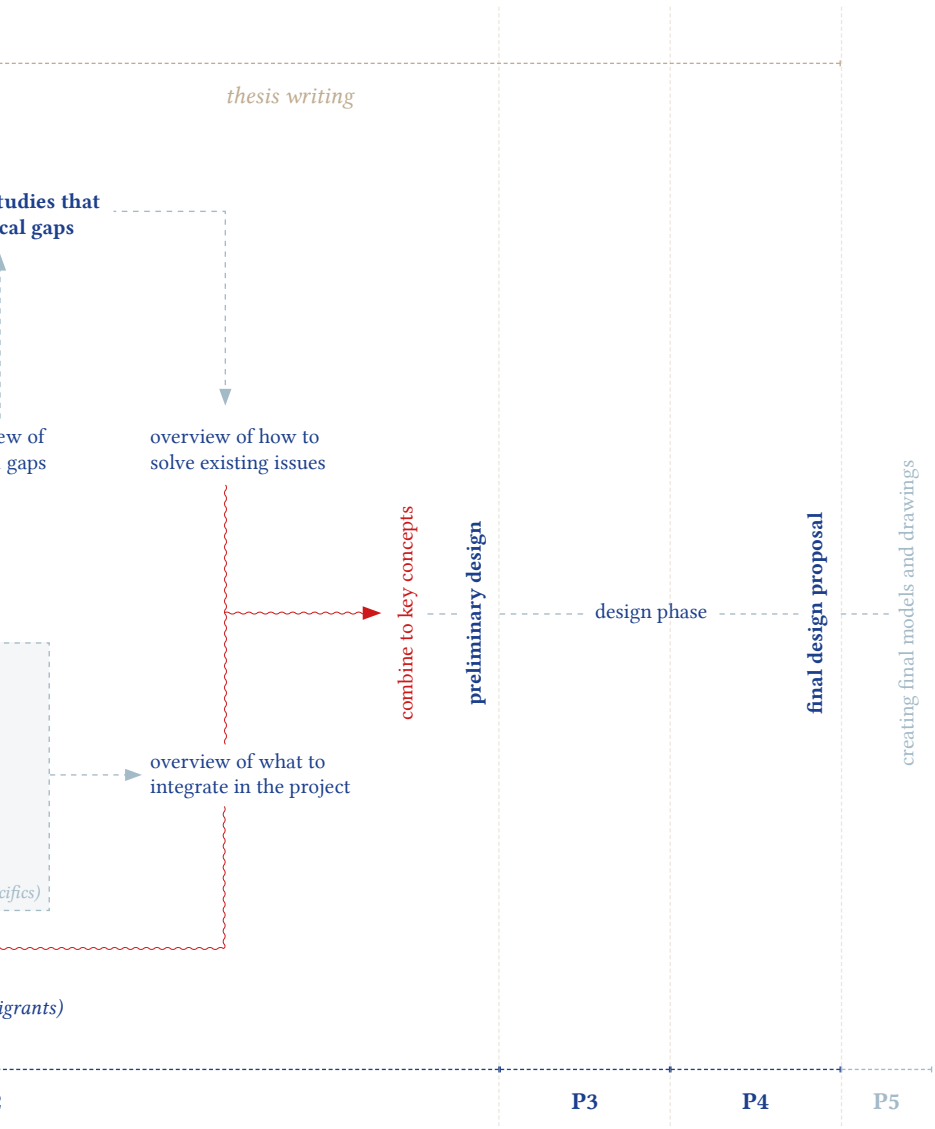 thesis writing
tudies that
cal gaps
ew of
gaps
overview of how to
solve existing issues
combine to key concepts
preliminary design
design phase
final design proposal
creating final models and drawings
overview of what to
integrate in the project
cifics)
igrants)
P3
P4
P5